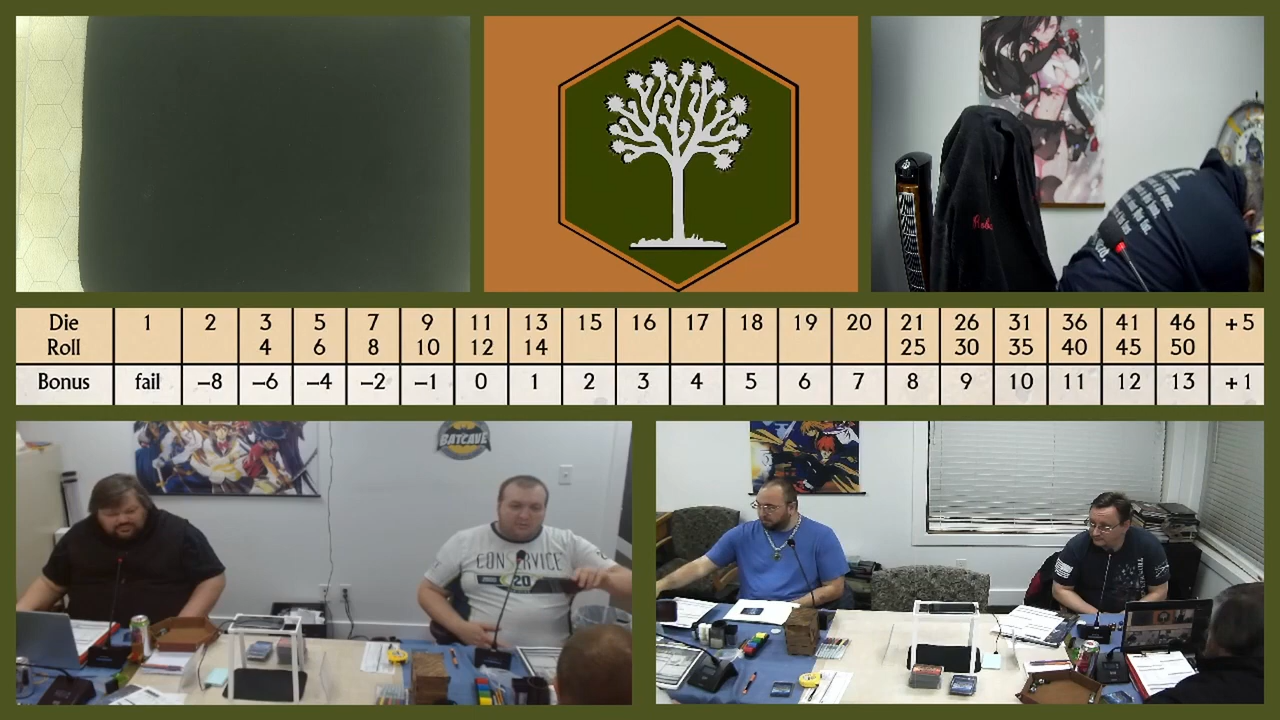 Die Roll 1 2 3 4 5 6 7 8 9 10 11 12 13 14 15 16 17 18 19 20 21 25 26 30 31 35 36 40 41 45 46 50 +5
Bonus fail –8 –6 –4 –2 –1 0 1 2 3 4 5 6 7 8 9 10 11 12 13 +1
BATCAVE
CONSERVICE
20